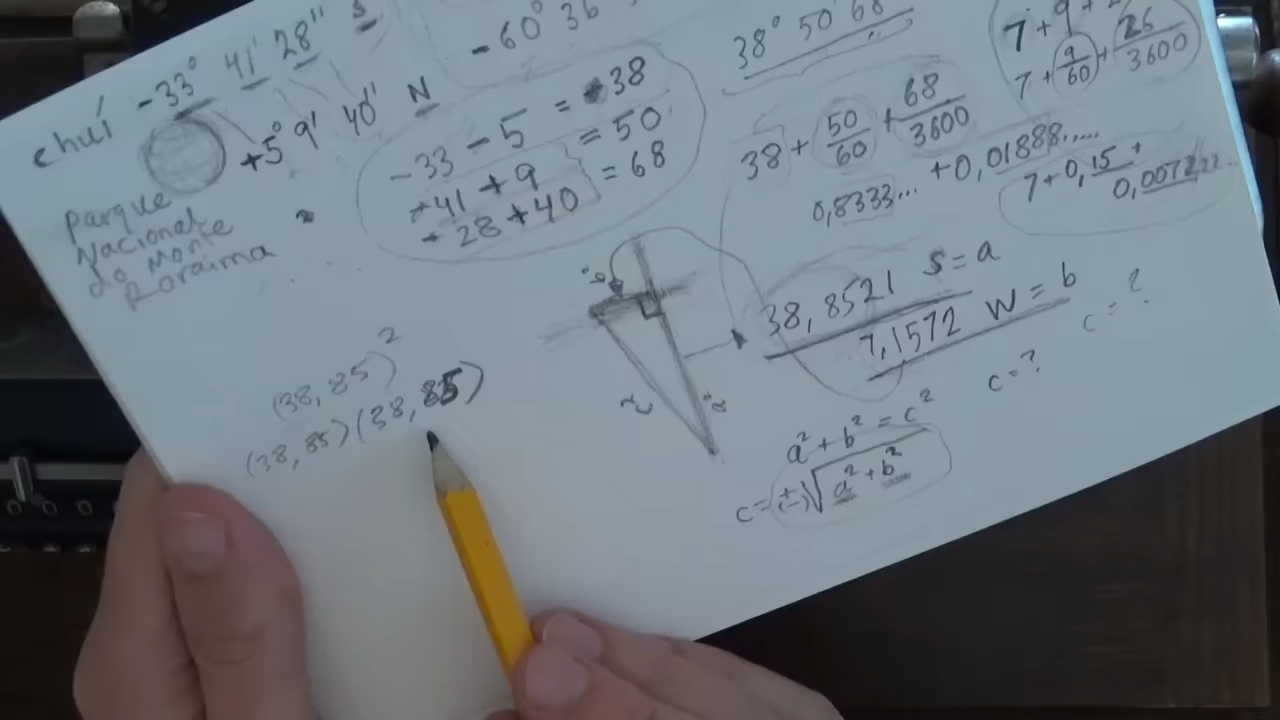 chuí -33° 41' 28" S
+5° 9' 40" N
Parque
Nacional
do Monte
Roraima
-60° 36
-33 - 5 = 38
-41 + 9 = 50
- 28 + 40 = 68
38° 50' 68
38 + 50/60 + 68/3600
0,8333... + 0,01888.....
7 + 9 +
7 + 9/60 + 26/3600
7 + 0,15 +
0,007222..
38,8521 S = a
7,1572 W = b
c = ?
c = ?
a² + b² = c²
c = ±(-)√a² + b²
(38,85)²
(38,85)(38,85)